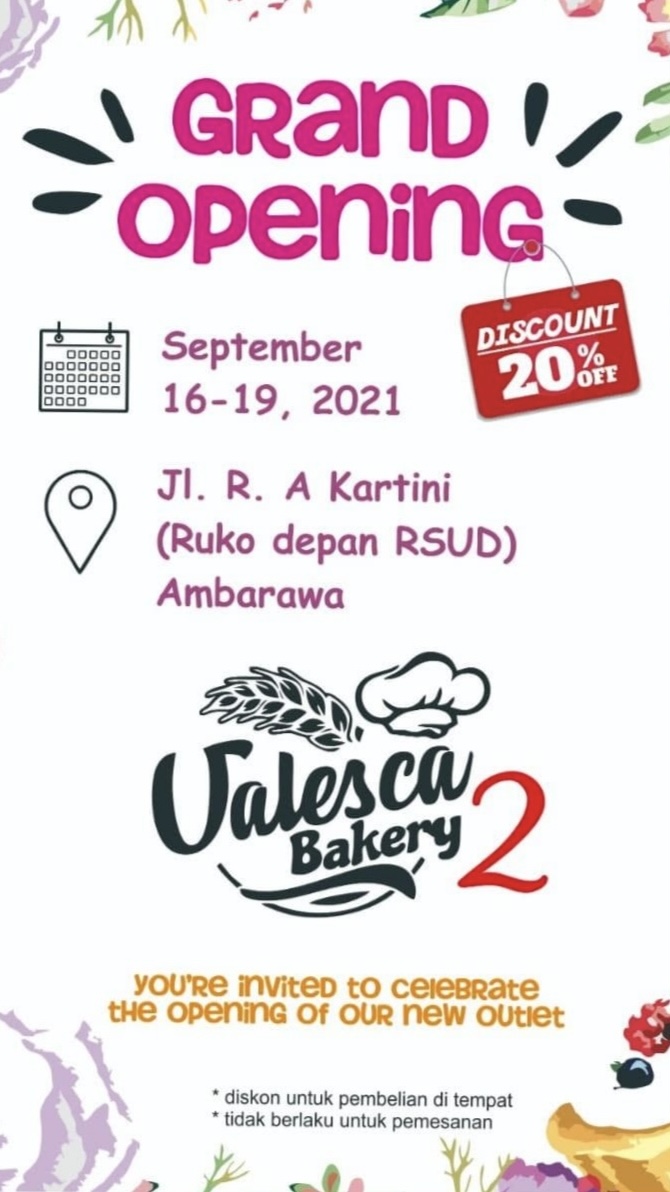 GRAND
OPENING
DISCOUNT
20% OFF
September
16-19, 2021
Jl. R. A Kartini
(Ruko depan RSUD)
Ambarawa
Valesca
Bakery 2
YOU'RE INVITED TO CELEBRATE
THE OPENING OF OUR NEW OUTLET
* diskon untuk pembelian di tempat
* tidak berlaku untuk pemesanan